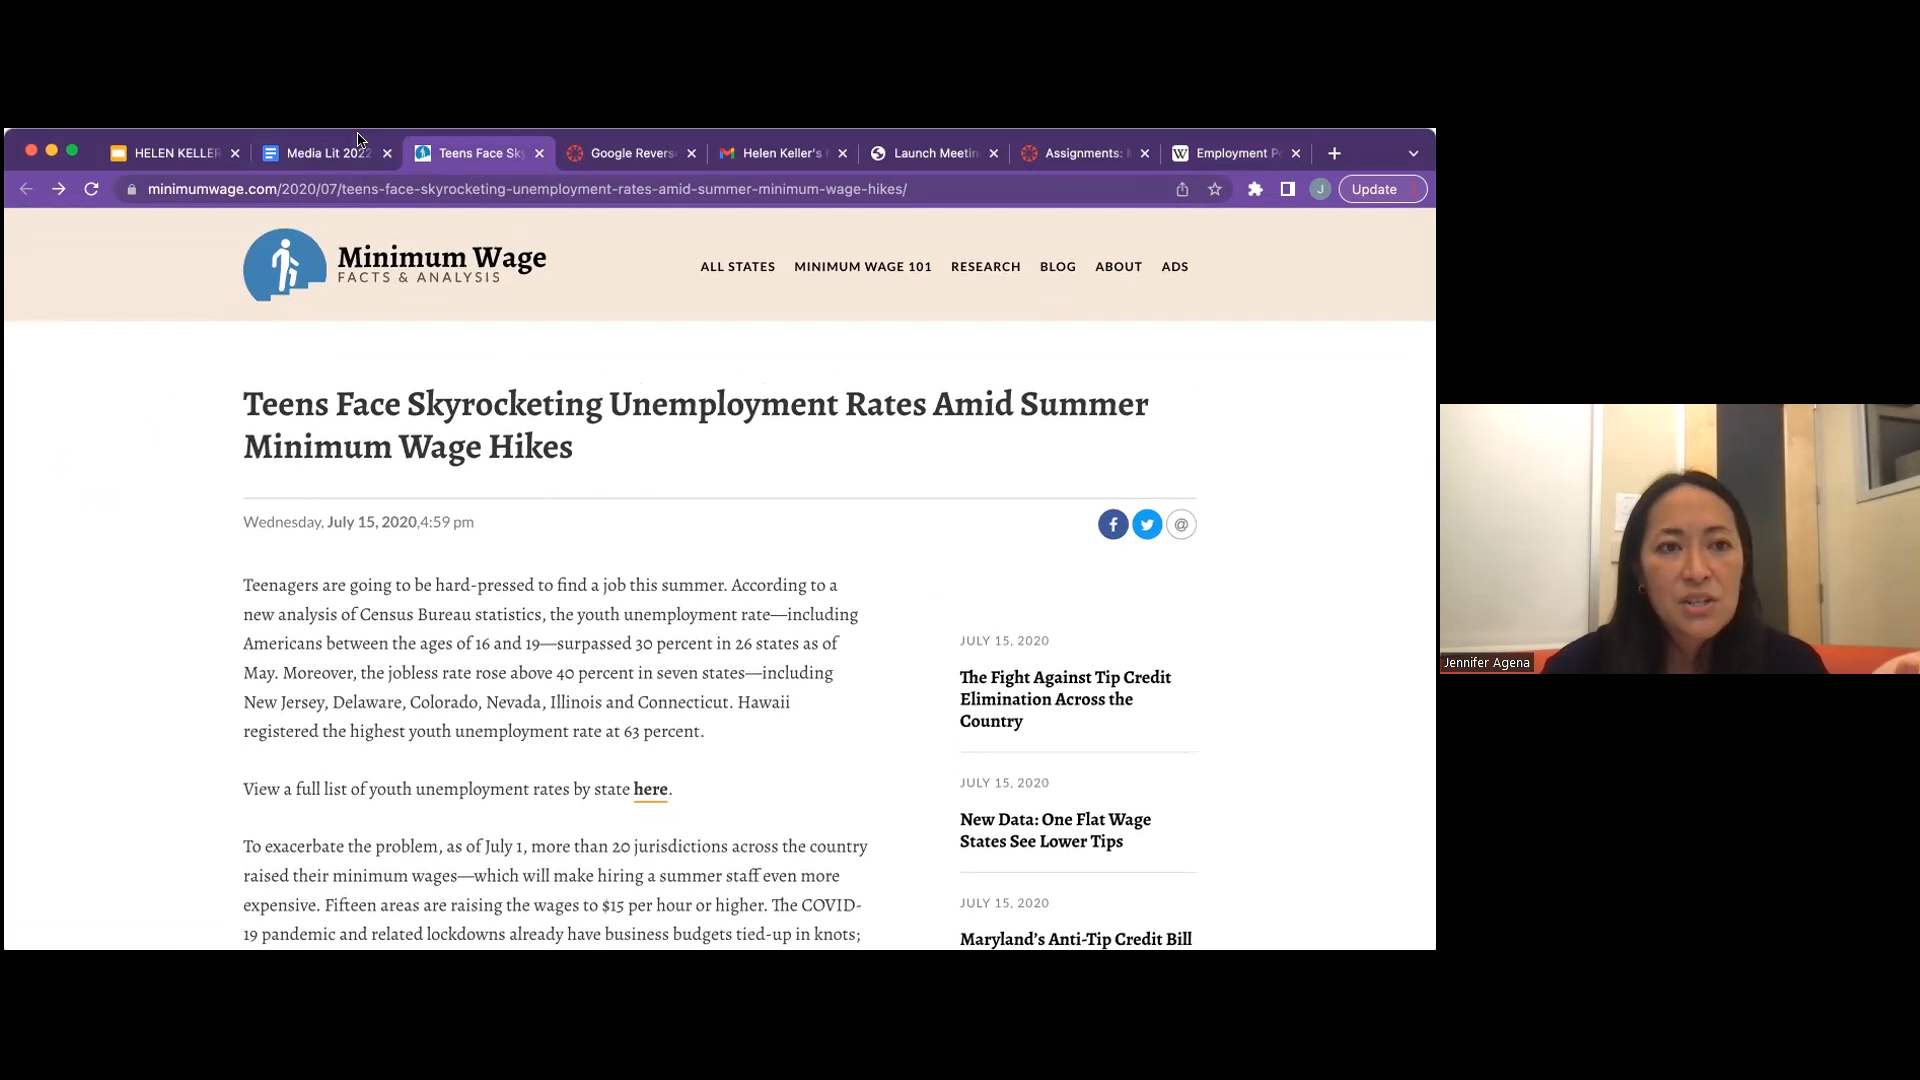 HELEN KELLER
Media Lit 2022
Teens Face Sky
Google Revers
Helen Keller's
Launch Meetin
Assignments:
Employment P
minimumwage.com/2020/07/teens-face-skyrocketing-unemployment-rates-amid-summer-minimum-wage-hikes/
J
Update
Minimum Wage
FACTS & ANALYSIS
ALL STATES MINIMUM WAGE 101 RESEARCH BLOG ABOUT ADS
Teens Face Skyrocketing Unemployment Rates Amid Summer
Minimum Wage Hikes
Wednesday, July 15, 2020,4:59 pm
Teenagers are going to be hard-pressed to find a job this summer. According to a
new analysis of Census Bureau statistics, the youth unemployment rate—including
Americans between the ages of 16 and 19—surpassed 30 percent in 26 states as of
May. Moreover, the jobless rate rose above 40 percent in seven states—including
New Jersey, Delaware, Colorado, Nevada, Illinois and Connecticut. Hawaii
registered the highest youth unemployment rate at 63 percent.
View a full list of youth unemployment rates by state here.
To exacerbate the problem, as of July 1, more than 20 jurisdictions across the country
raised their minimum wages—which will make hiring a summer staff even more
expensive. Fifteen areas are raising the wages to $15 per hour or higher. The COVID-
19 pandemic and related lockdowns already have business budgets tied-up in knots;
JULY 15, 2020
The Fight Against Tip Credit
Elimination Across the
Country
JULY 15, 2020
New Data: One Flat Wage
States See Lower Tips
JULY 15, 2020
Maryland's Anti-Tip Credit Bill
Jennifer Agena